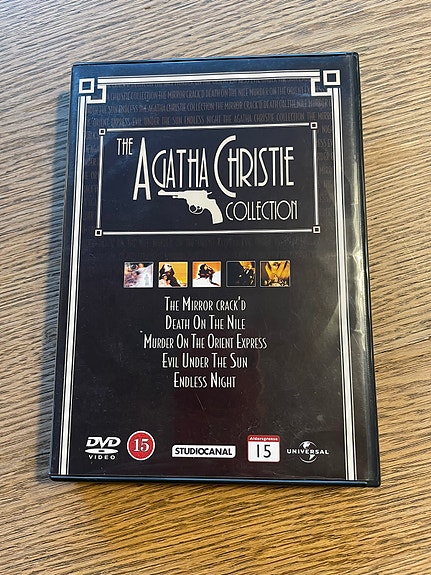 THE
AGATHA CHRISTIE
COLLECTION
THE MIRROR CRACK'D
DEATH ON THE NILE
MURDER ON THE ORIENT EXPRESS
EVIL UNDER THE SUN
ENDLESS NIGHT
DVD
VIDEO
15
STUDIOCANAL
Aldersgrense
15
UNIVERSAL